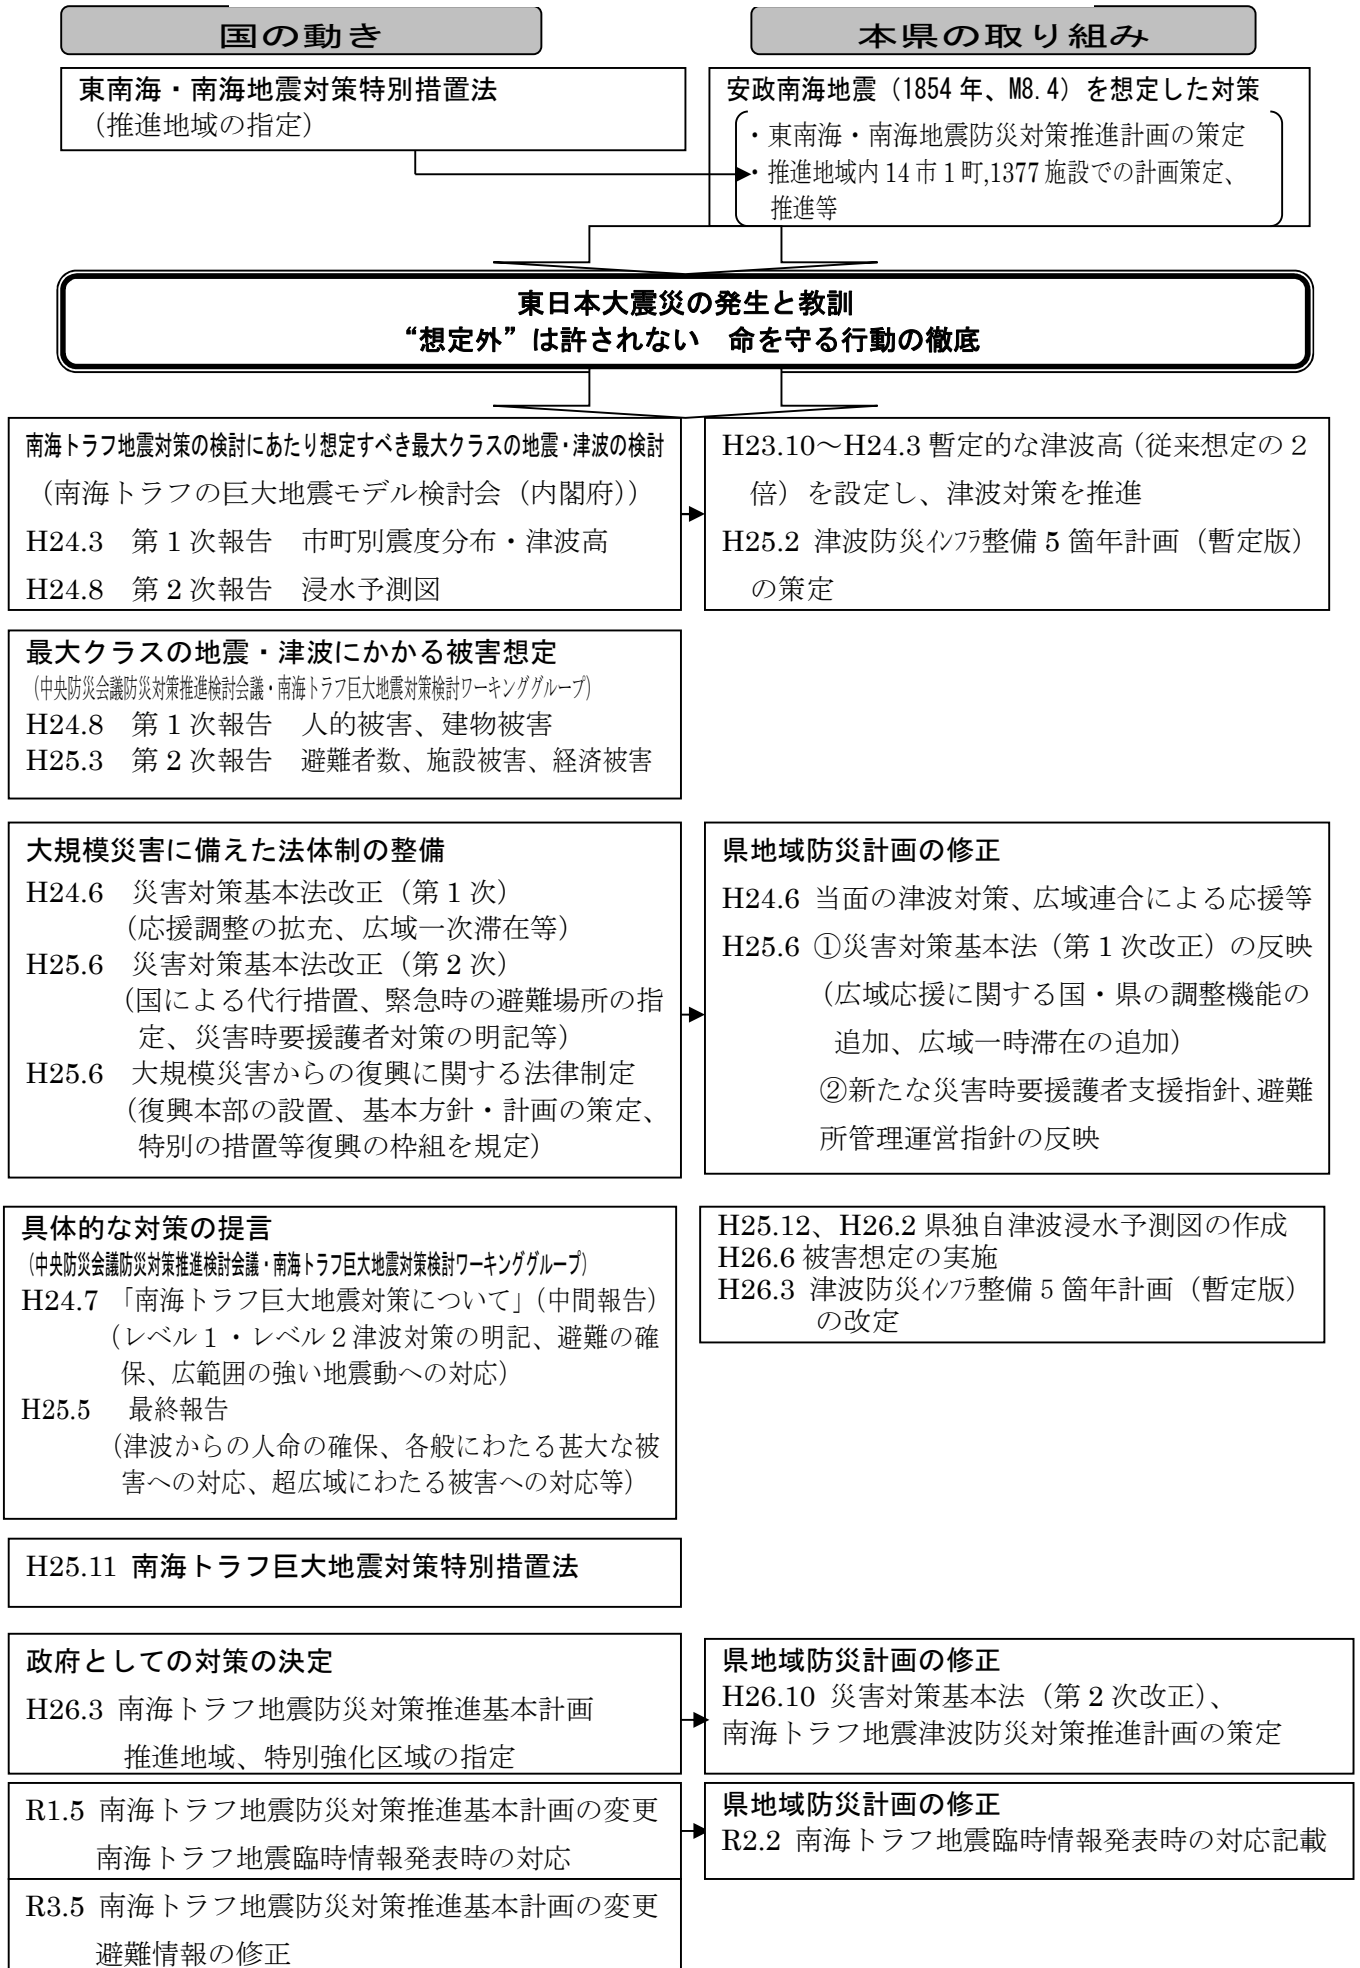 国の動き
本県の取り組み
東南海・南海地震対策特別措置法
（推進地域の指定）
安政南海地震（1854 年、M8.4）を想定した対策
・東南海・南海地震防災対策推進計画の策定
・推進地域内 14 市 1 町,1377 施設での計画策定、
推進等
東日本大震災の発生と教訓
“想定外”は許されない　命を守る行動の徹底
南海トラフ地震対策の検討にあたり想定すべき最大クラスの地震・津波の検討
（南海トラフの巨大地震モデル検討会（内閣府））
H24.3　第 1 次報告　市町別震度分布・津波高
H24.8　第 2 次報告　浸水予測図
H23.10～H24.3 暫定的な津波高（従来想定の２
倍）を設定し、津波対策を推進
H25.2 津波防災ｲﾝﾌﾗ整備 5 箇年計画（暫定版）
の策定
最大クラスの地震・津波にかかる被害想定
（中央防災会議防災対策推進検討会議・南海トラフ巨大地震対策検討ワーキンググループ）
H24.8　第 1 次報告　人的被害、建物被害
H25.3　第 2 次報告　避難者数、施設被害、経済被害
大規模災害に備えた法体制の整備
H24.6　災害対策基本法改正（第 1 次）
（応援調整の拡充、広域一次滞在等）
H25.6　災害対策基本法改正（第 2 次）
（国による代行措置、緊急時の避難場所の指
定、災害時要援護者対策の明記等）
H25.6　大規模災害からの復興に関する法律制定
（復興本部の設置、基本方針・計画の策定、
特別の措置等復興の枠組を規定）
県地域防災計画の修正
H24.6 当面の津波対策、広域連合による応援等
H25.6 ①災害対策基本法（第 1 次改正）の反映
（広域応援に関する国・県の調整機能の
追加、広域一時滞在の追加）
②新たな災害時要援護者支援指針、避難
所管理運営指針の反映
具体的な対策の提言
（中央防災会議防災対策推進検討会議・南海トラフ巨大地震対策検討ワーキンググループ）
H24.7 「南海トラフ巨大地震対策について」（中間報告）
（レベル１・レベル２津波対策の明記、避難の確
保、広範囲の強い地震動への対応）
H25.5　最終報告
（津波からの人命の確保、各般にわたる甚大な被
害への対応、超広域にわたる被害への対応等）
H25.12、H26.2 県独自津波浸水予測図の作成
H26.6 被害想定の実施
H26.3 津波防災ｲﾝﾌﾗ整備 5 箇年計画（暫定版）
の改定
H25.11 南海トラフ巨大地震対策特別措置法
政府としての対策の決定
H26.3 南海トラフ地震防災対策推進基本計画
推進地域、特別強化区域の指定
県地域防災計画の修正
H26.10 災害対策基本法（第 2 次改正）、
南海トラフ地震津波防災対策推進計画の策定
R1.5 南海トラフ地震防災対策推進基本計画の変更
南海トラフ地震臨時情報発表時の対応
県地域防災計画の修正
R2.2 南海トラフ地震臨時情報発表時の対応記載
R3.5 南海トラフ地震防災対策推進基本計画の変更
避難情報の修正